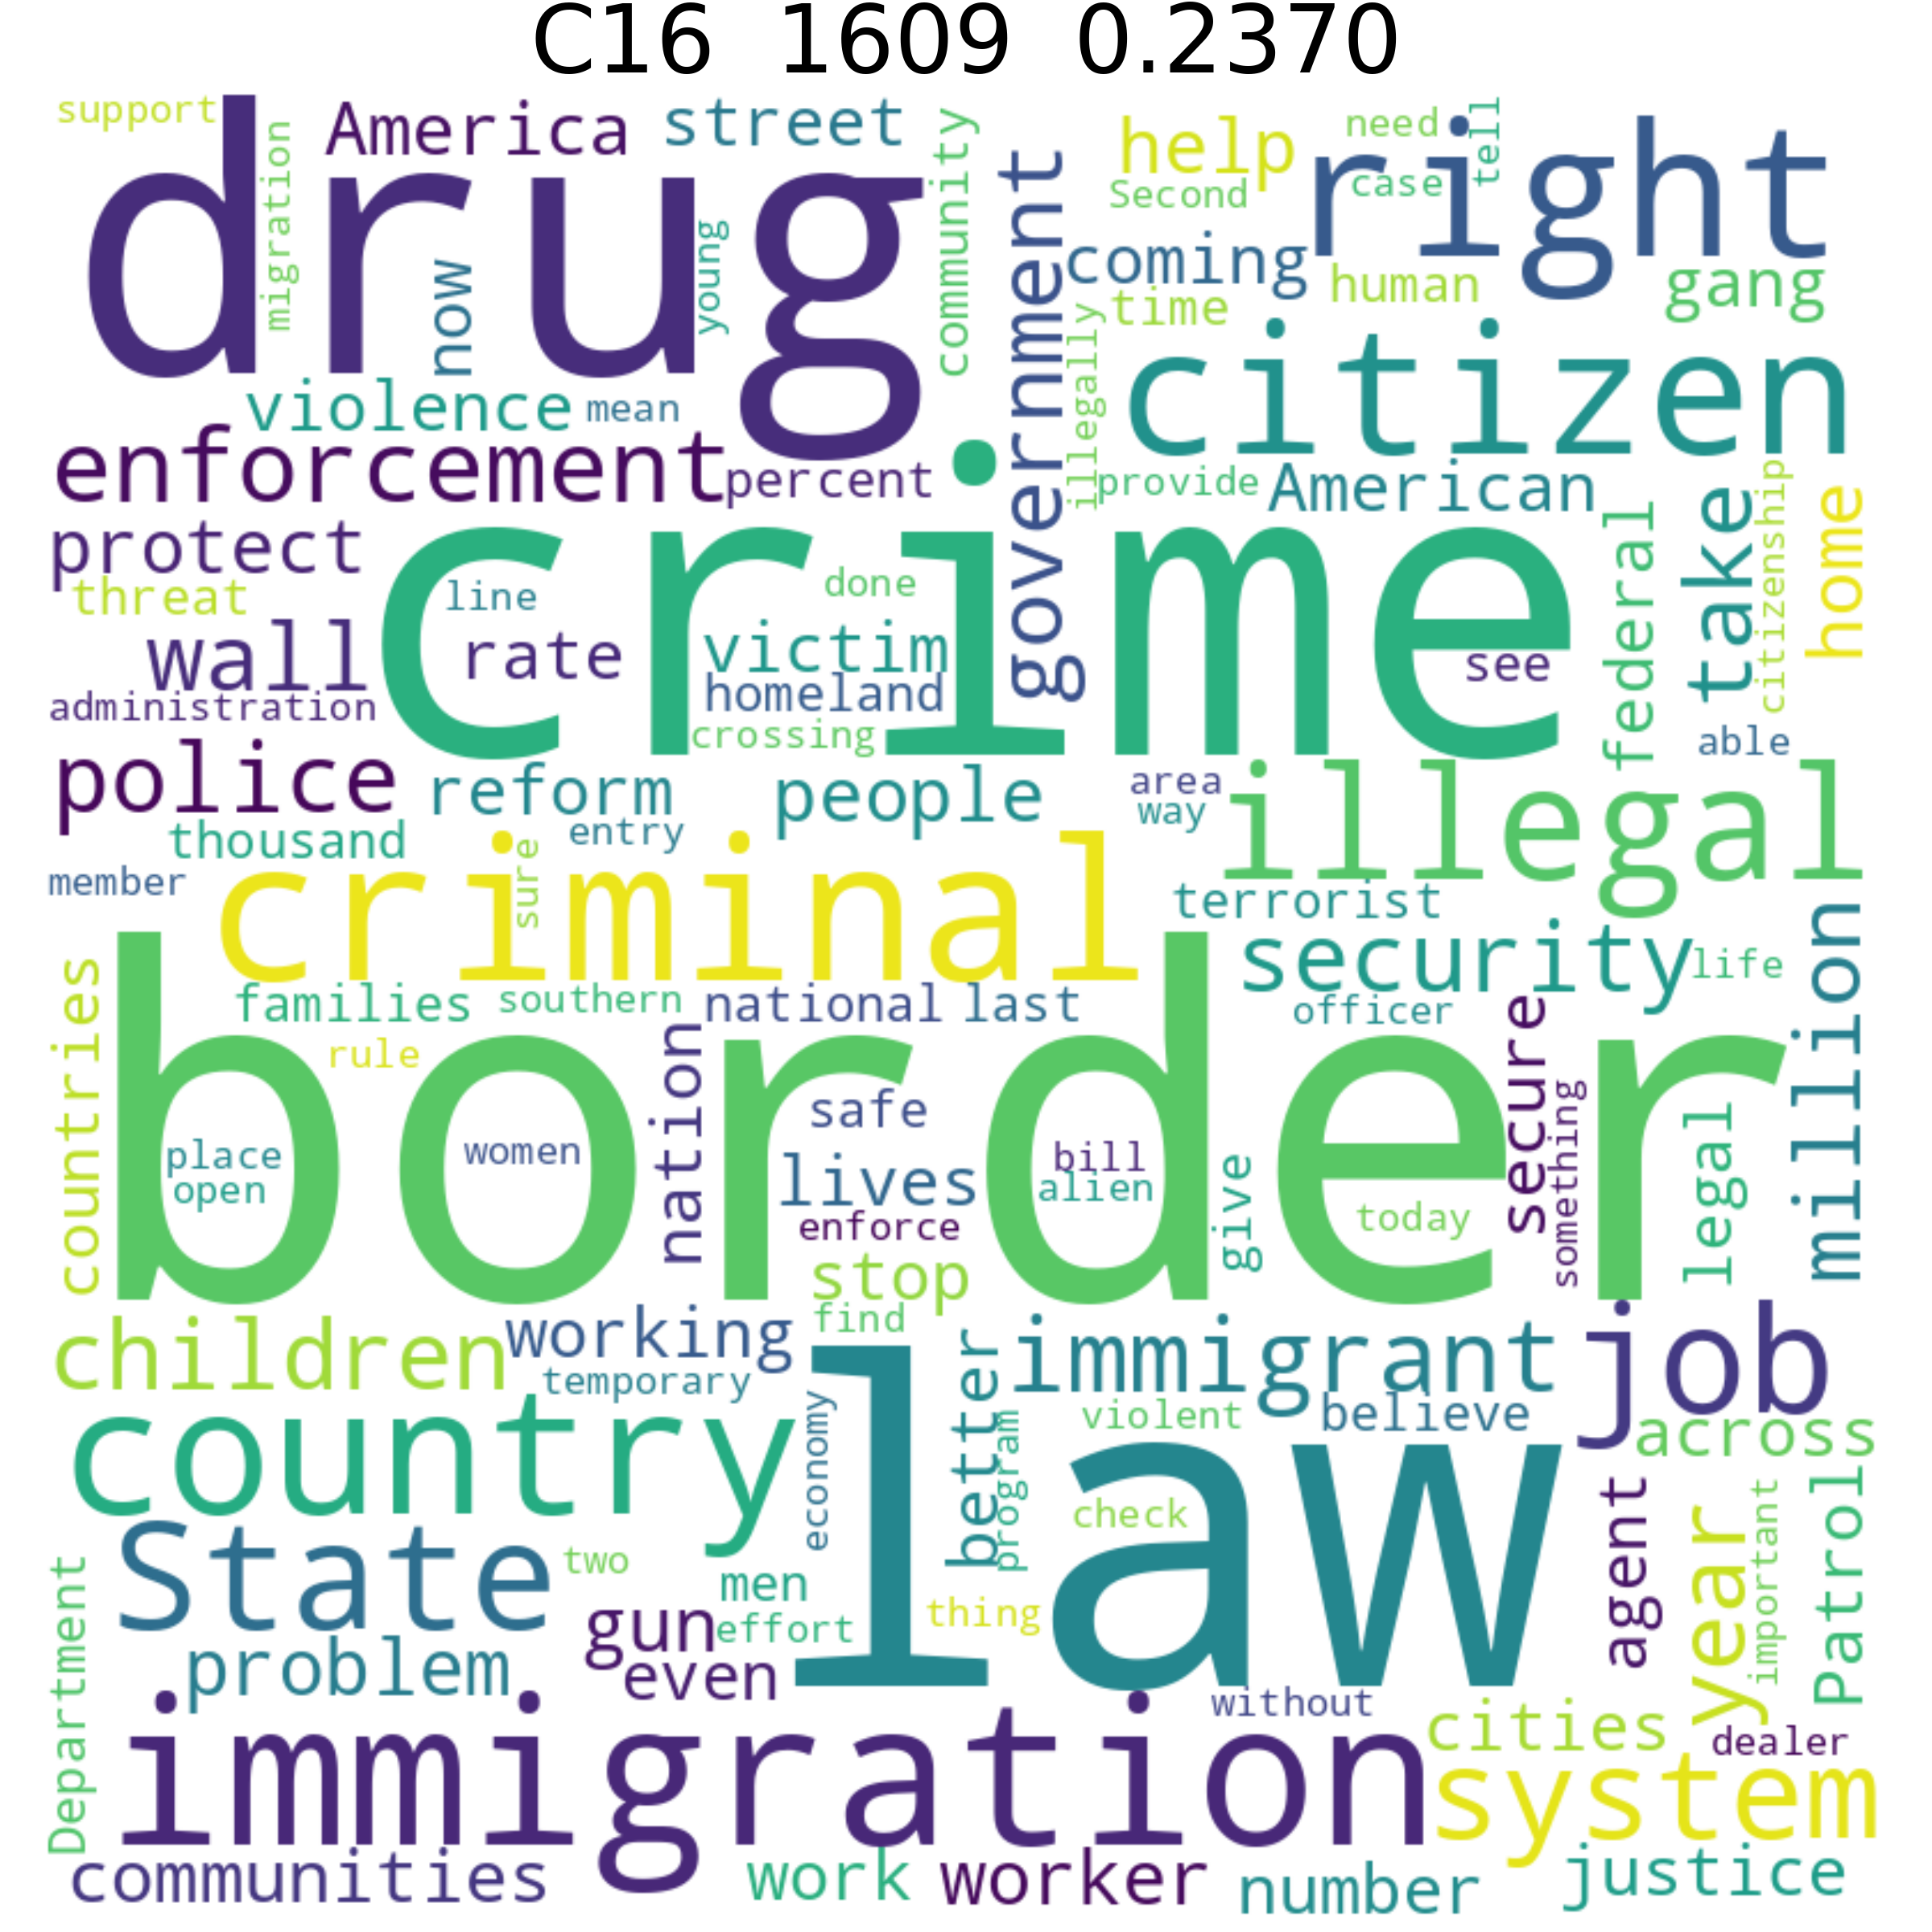 C16 1609 0.2370
support
America
street
community
help
need
tell
drug
migration
now
young
government
Second
case
right
coming
human
gang
time
illegally
citizen
violence
mean
enforcement
percent
provide
American
citizenship
home
protect
crime
federal
take
threat
line
done
wall
rate
victim
see
administration
homeland
crossing
able
police
reform
people
area
way
illegal
thousand
entry
member
criminal
sure
terrorist
million
security
life
countries
families
southern
national
last
officer
border
rule
nation
safe
secure
something
legal
place
open
women
lives
bill
alien
enforce
give
today
stop
children
working
find
better
immigrant
job
temporary
economy
program
violent
believe
across
country
law
check
agent
year
important
Patrol
State
two
men
gun
effort
thing
Department
problem
even
without
cities
dealer
immigration
system
communities
work
worker
number
justice